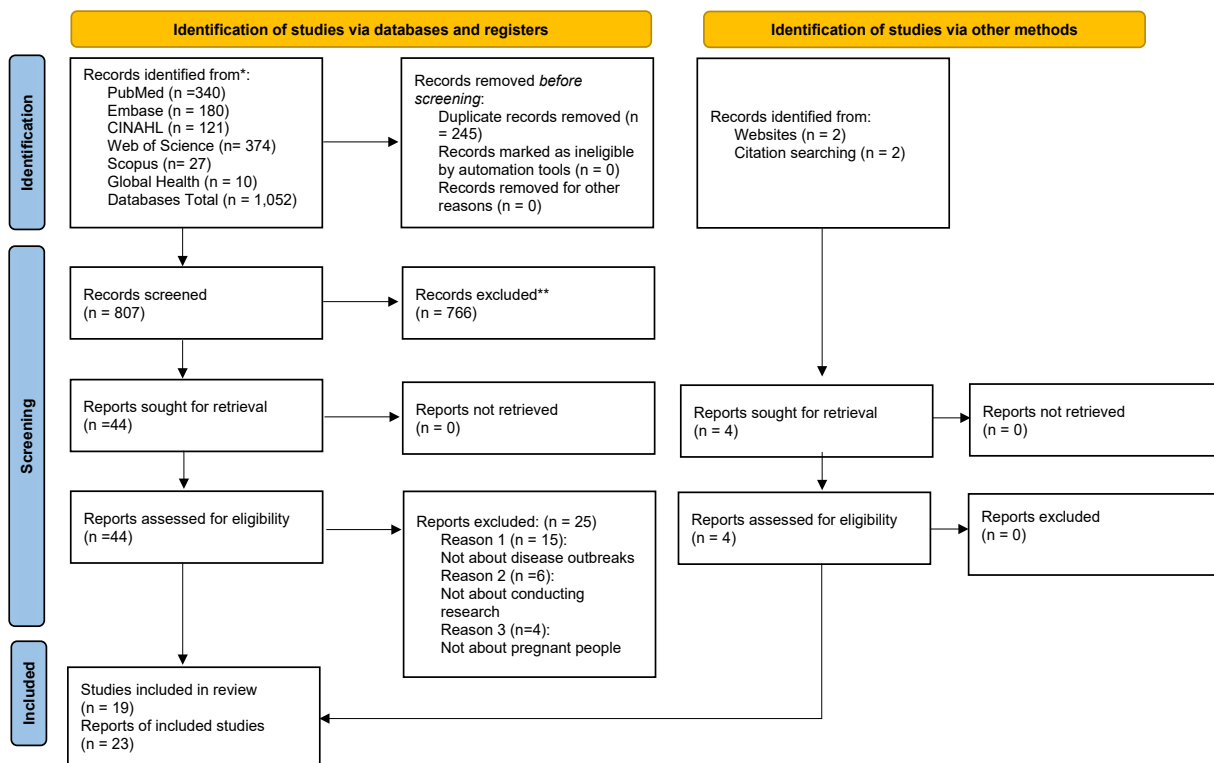 Identification of studies via databases and registers
Identification of studies via other methods
Identification
Records identified from*:
PubMed (n =340)
Embase (n = 180)
CINAHL (n = 121)
Web of Science (n= 374)
Scopus (n= 27)
Global Health (n = 10)
Databases Total (n = 1,052)
Records removed before
screening:
Duplicate records removed (n
= 245)
Records marked as ineligible
by automation tools (n = 0)
Records removed for other
reasons (n = 0)
Records identified from:
Websites (n = 2)
Citation searching (n = 2)
Screening
Records screened
(n = 807)
Records excluded**
(n = 766)
Reports sought for retrieval
(n =44)
Reports not retrieved
(n = 0)
Reports sought for retrieval
(n = 4)
Reports not retrieved
(n = 0)
Reports assessed for eligibility
(n =44)
Reports excluded: (n = 25)
Reason 1 (n = 15):
Not about disease outbreaks
Reason 2 (n =6):
Not about conducting
research
Reason 3 (n=4):
Not about pregnant people
Reports assessed for eligibility
(n = 4)
Reports excluded
(n = 0)
Included
Studies included in review
(n = 19)
Reports of included studies
(n = 23)